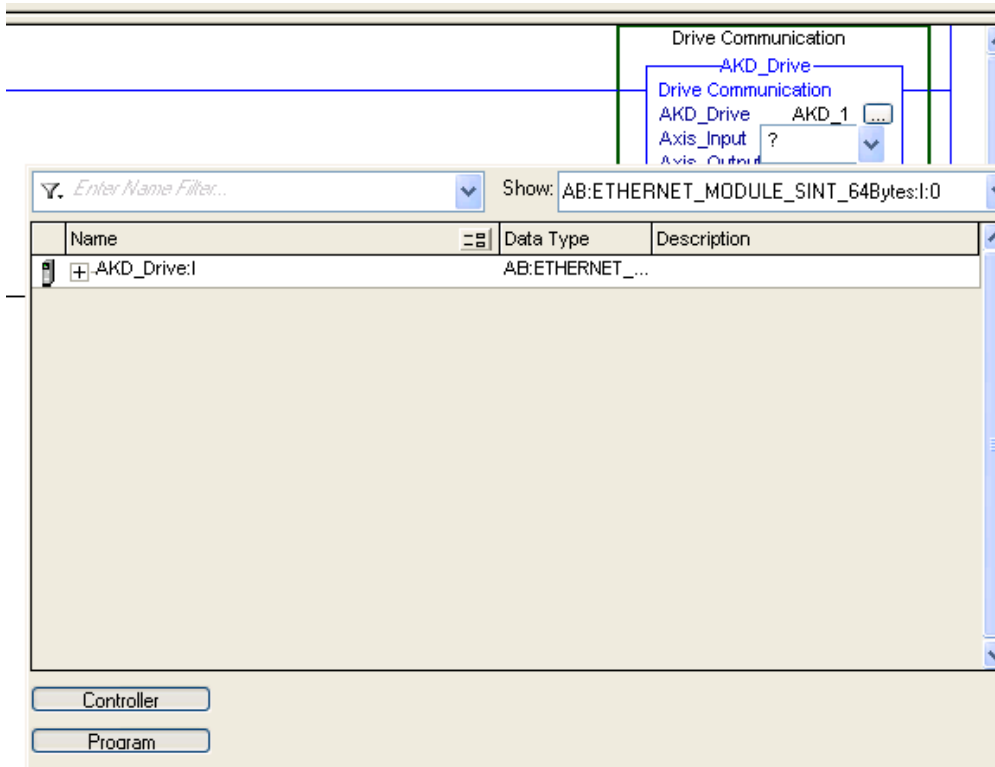 Drive Communication
AKD_Drive
Drive Communication
AKD_Drive AKD_1 ...
Axis_Input ?
Axis_Output
Enter Name Filter... Show: AB:ETHERNET_MODULE_SINT_64Bytes:I:0
Name Data Type Description
AKD_Drive:I AB:ETHERNET_...
Controller
Program